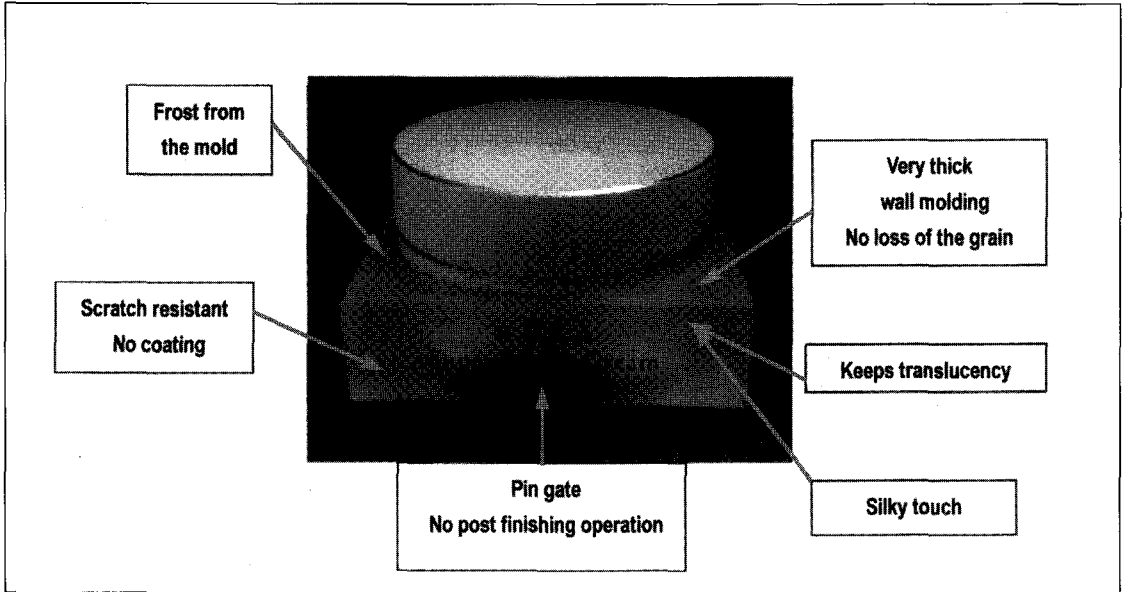 Frost from
the mold
Very thick
wall molding
No loss of the grain
Scratch resistant
No coating
Keeps translucency
Pin gate
No post finishing operation
Silky touch